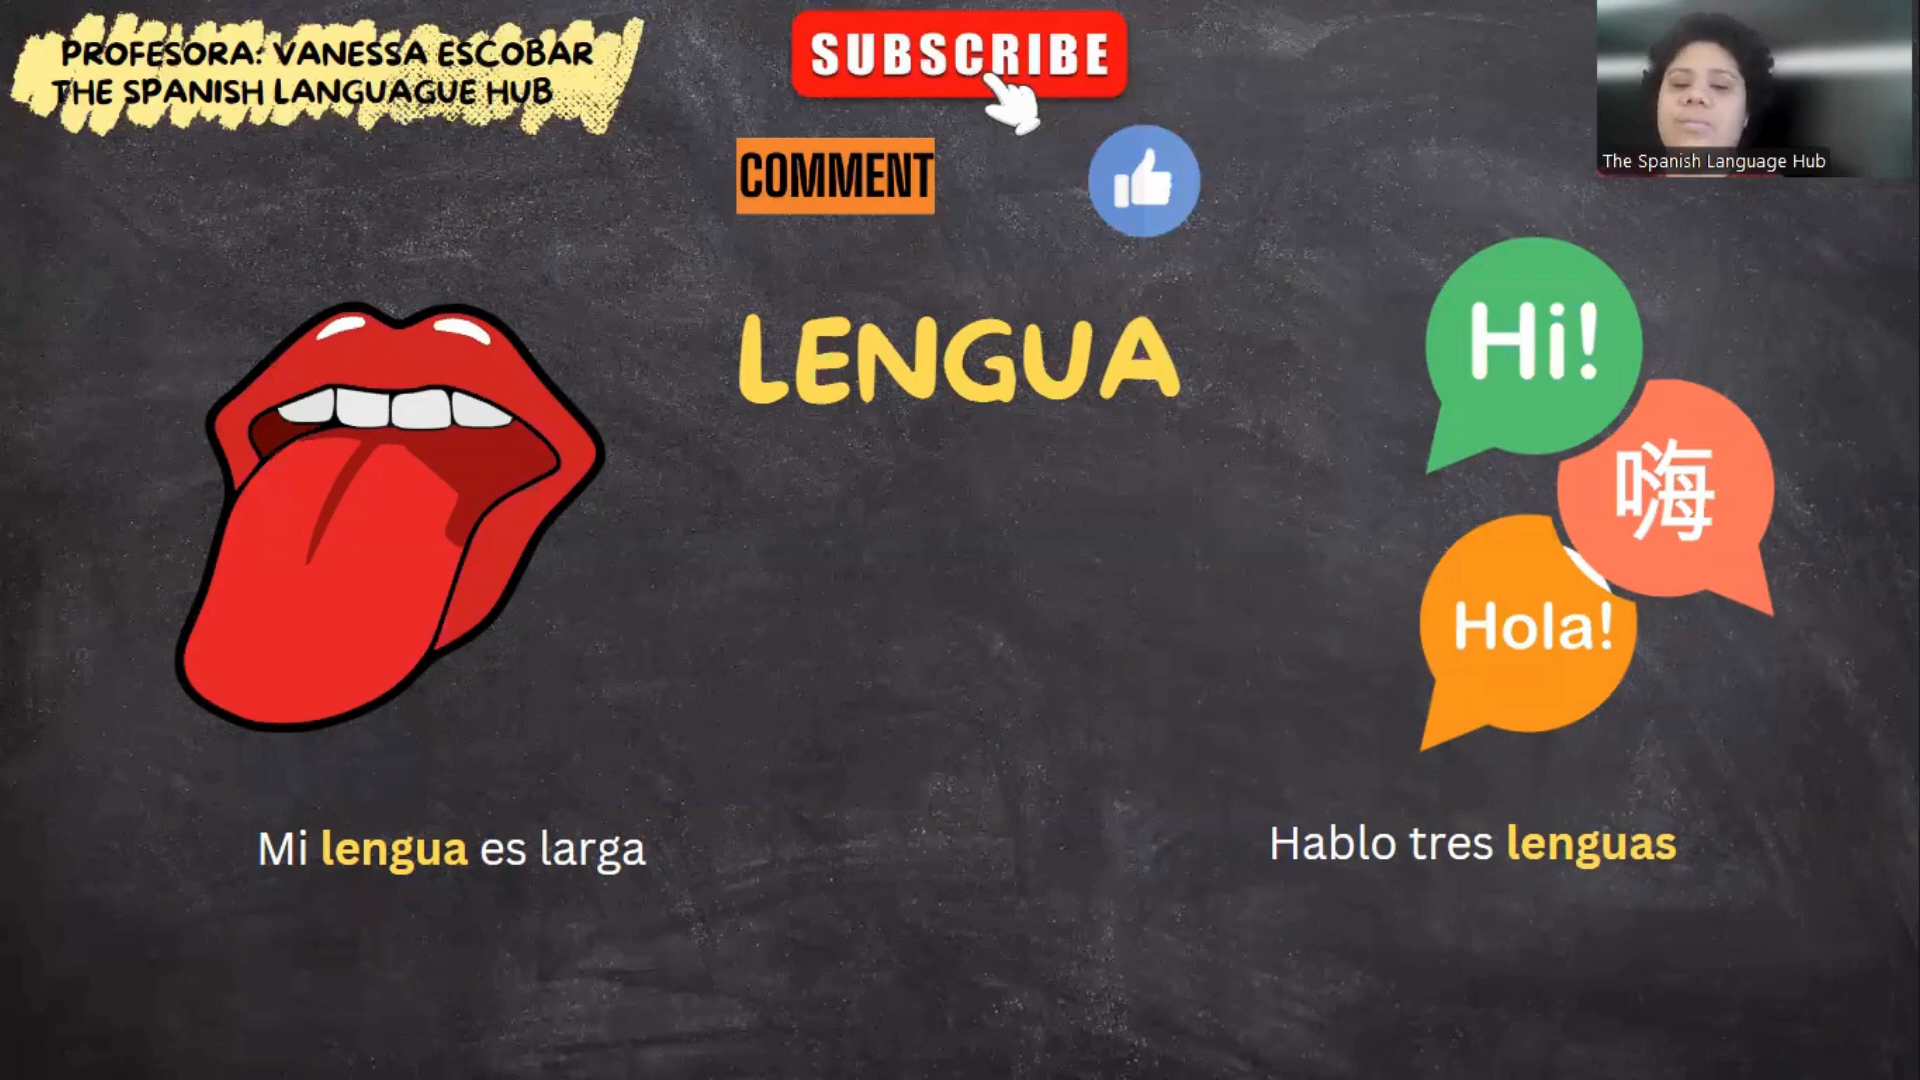 PROFESORA: VANESSA ESCOBAR
THE SPANISH LANGUAGUE HUB
SUBSCRIBE
COMMENT
The Spanish Language Hub
LENGUA
Hi!
嗨
Hola!
Mi lengua es larga
Hablo tres lenguas